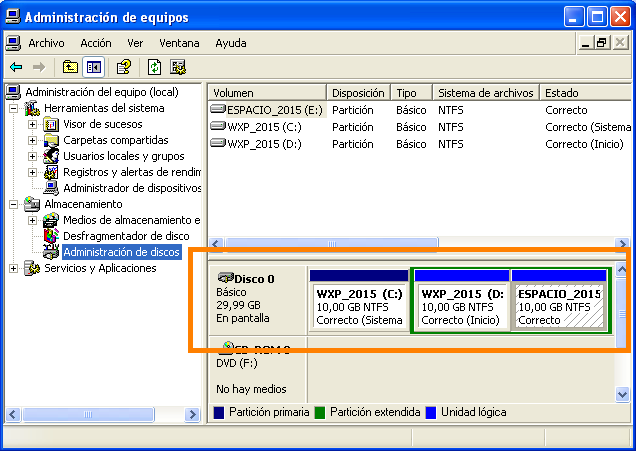 Administración de equipos
Archivo Acción Ver Ventana Ayuda
Administración del equipo (local)
Herramientas del sistema
Visor de sucesos
Carpetas compartidas
Usuarios locales y grupos
Registros y alertas de rendim
Administrador de dispositivos
Almacenamiento
Medios de almacenamiento e
Desfragmentador de disco
Administración de discos
Servicios y Aplicaciones
Volumen Disposición Tipo Sistema de archivos Estado
ESPACIO_2015 (E:) Partición Básico NTFS Correcto
WXP_2015 (C:) Partición Básico NTFS Correcto (Sistema
WXP_2015 (D:) Partición Básico NTFS Correcto (Inicio)
Disco 0
Básico
29,99 GB
En pantalla
WXP_2015 (C:)
10,00 GB NTFS
Correcto (Sistema
WXP_2015 (D:
10,00 GB NTFS
Correcto (Inicio)
ESPACIO_2015
10,00 GB NTFS
Correcto
CD-ROM 0
DVD (F:)
No hay medios
Partición primaria Partición extendida Unidad lógica